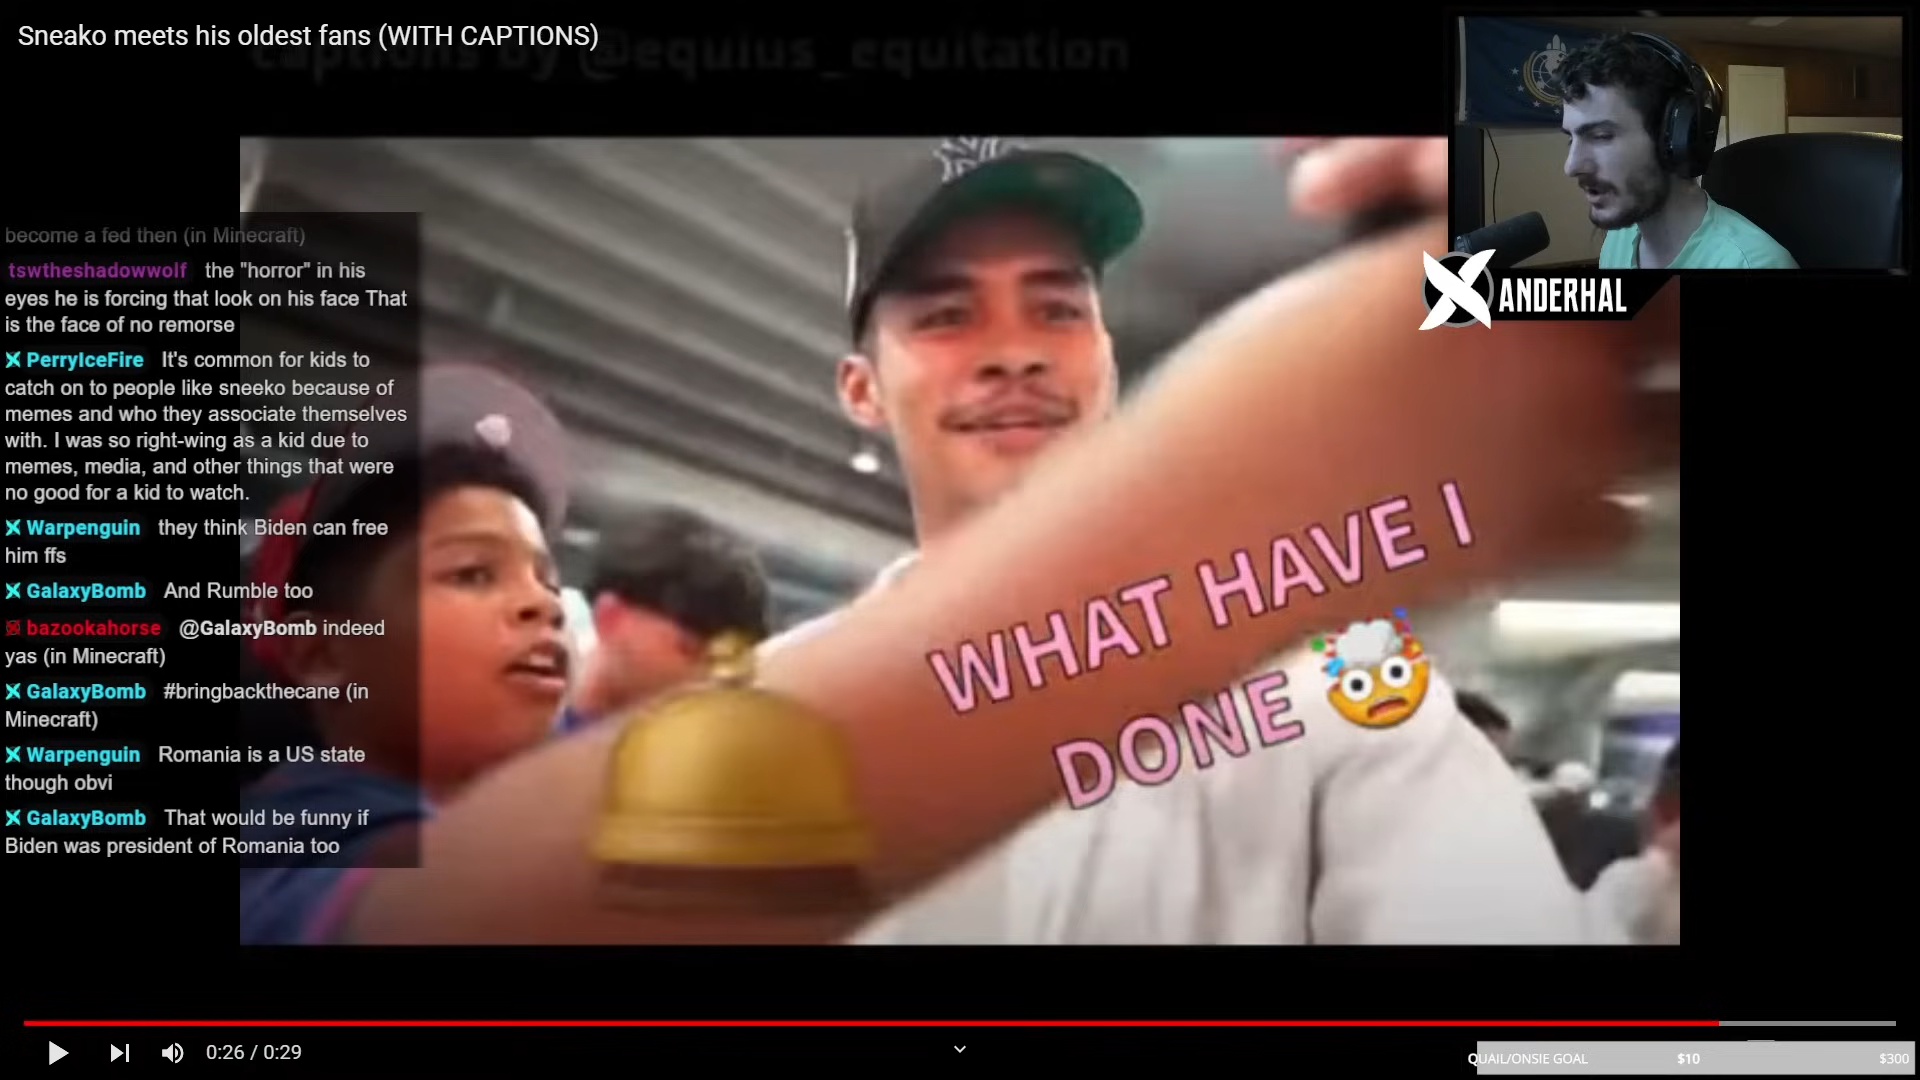 Sneako meets his oldest fans (WITH CAPTIONS)
captions by @equius_equitation
ANDERHAL
become a fed then (in Minecraft)
tswtheshadowwolf the "horror" in his
eyes he is forcing that look on his face That
is the face of no remorse
PerryIceFire It's common for kids to
catch on to people like sneeko because of
memes and who they associate themselves
with. I was so right-wing as a kid due to
memes, media, and other things that were
no good for a kid to watch.
Warpenguin they think Biden can free
him ffs
GalaxyBomb And Rumble too
bazookahorse @GalaxyBomb indeed
yas (in Minecraft)
GalaxyBomb #bringbackthecane (in
Minecraft)
Warpenguin Romania is a US state
though obvi
GalaxyBomb That would be funny if
Biden was president of Romania too
WHAT HAVE I
DONE
0:26 / 0:29
QUAIL/ONSIE GOAL $10 $300